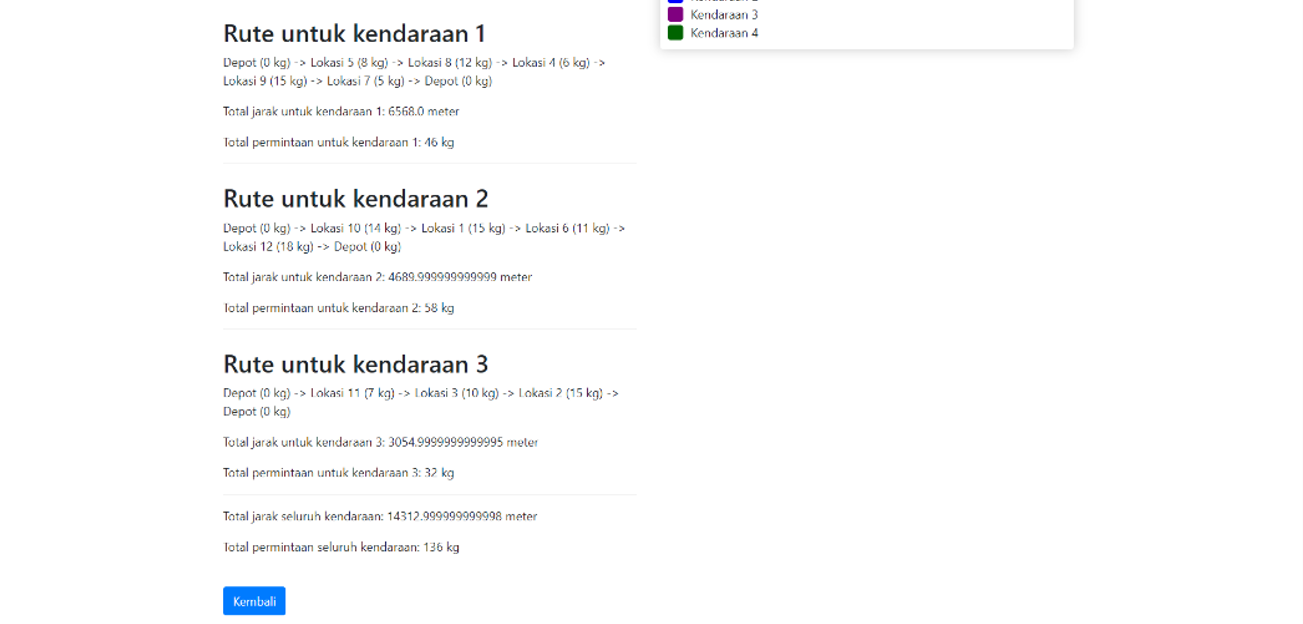 Rute untuk kendaraan 1
Depot (0 kg) -> Lokasi 5 (8 kg) -> Lokasi 8 (12 kg) -> Lokasi 4 (6 kg) ->
Lokasi 9 (15 kg) -> Lokasi 7 (5 kg) -> Depot (0 kg)
Total jarak untuk kendaraan 1: 6568.0 meter
Total permintaan untuk kendaraan 1: 46 kg
Rute untuk kendaraan 2
Depot (0 kg) -> Lokasi 10 (14 kg) -> Lokasi 1 (15 kg) -> Lokasi 6 (11 kg) ->
Lokasi 12 (18 kg) -> Depot (0 kg)
Total jarak untuk kendaraan 2: 4689.999999999999 meter
Total permintaan untuk kendaraan 2: 58 kg
Rute untuk kendaraan 3
Depot (0 kg) -> Lokasi 11 (7 kg) -> Lokasi 3 (10 kg) -> Lokasi 2 (15 kg) ->
Depot (0 kg)
Total jarak untuk kendaraan 3: 3054.9999999999995 meter
Total permintaan untuk kendaraan 3: 32 kg
Total jarak seluruh kendaraan: 14312.999999999998 meter
Total permintaan seluruh kendaraan: 136 kg
Kembali
Kendaraan 3
Kendaraan 4